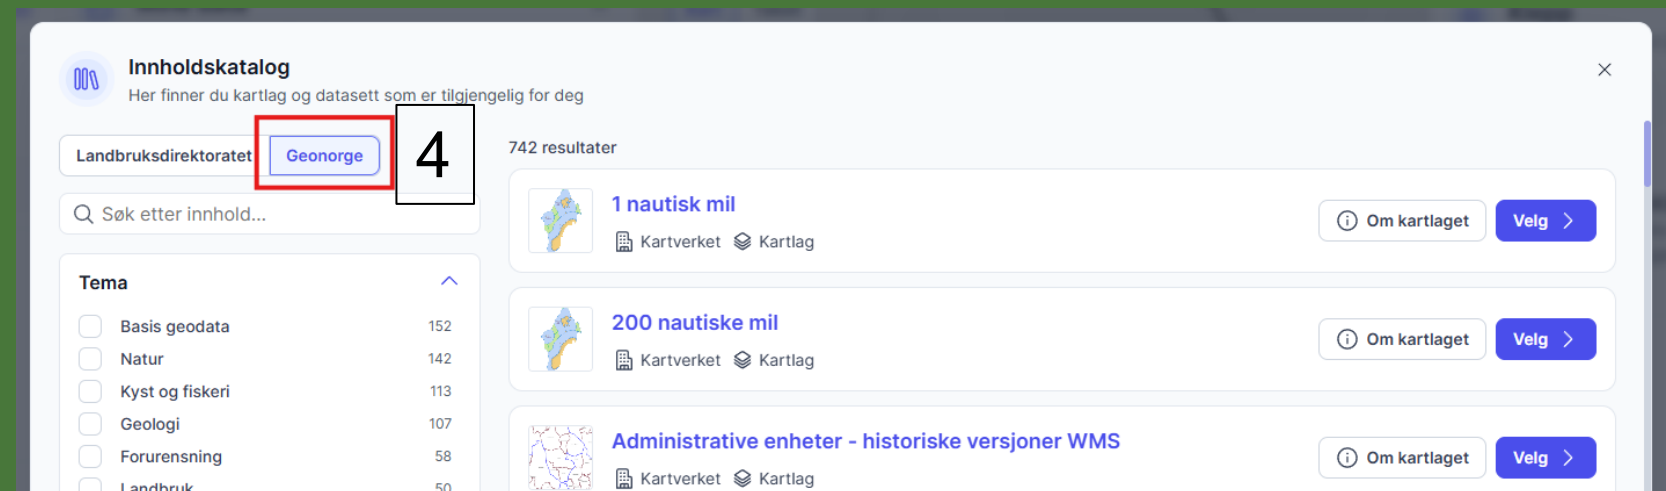 Innholdskatalog
Her finner du kartlag og datasett som er tilgjengelig for deg
Landbruksdirektoratet
Geonorge
4
Søk etter innhold...
Tema
Basis geodata 152
Natur 142
Kyst og fiskeri 113
Geologi 107
Forurensning 58
Landbruk 50
742 resultater
1 nautisk mil
Kartverket Kartlag
Om kartlaget
Velg
200 nautiske mil
Kartverket Kartlag
Om kartlaget
Velg
Administrative enheter - historiske versjoner WMS
Kartverket Kartlag
Om kartlaget
Velg